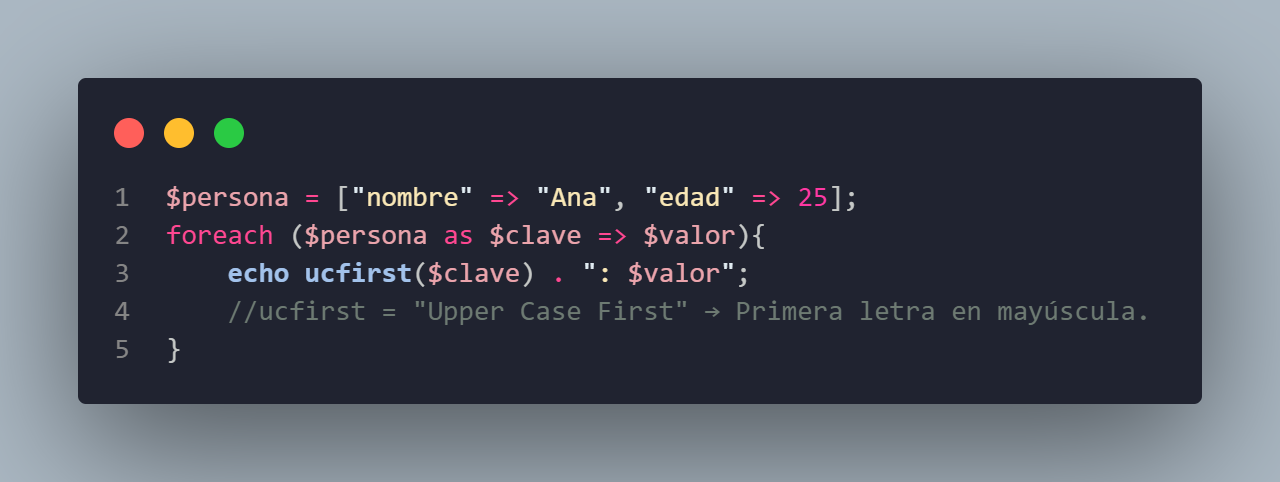 1 $persona = ["nombre" => "Ana", "edad" => 25];
2 foreach ($persona as $clave => $valor){
3     echo ucfirst($clave) . ": $valor";
4     //ucfirst = "Upper Case First" → Primera letra en mayúscula.
5 }